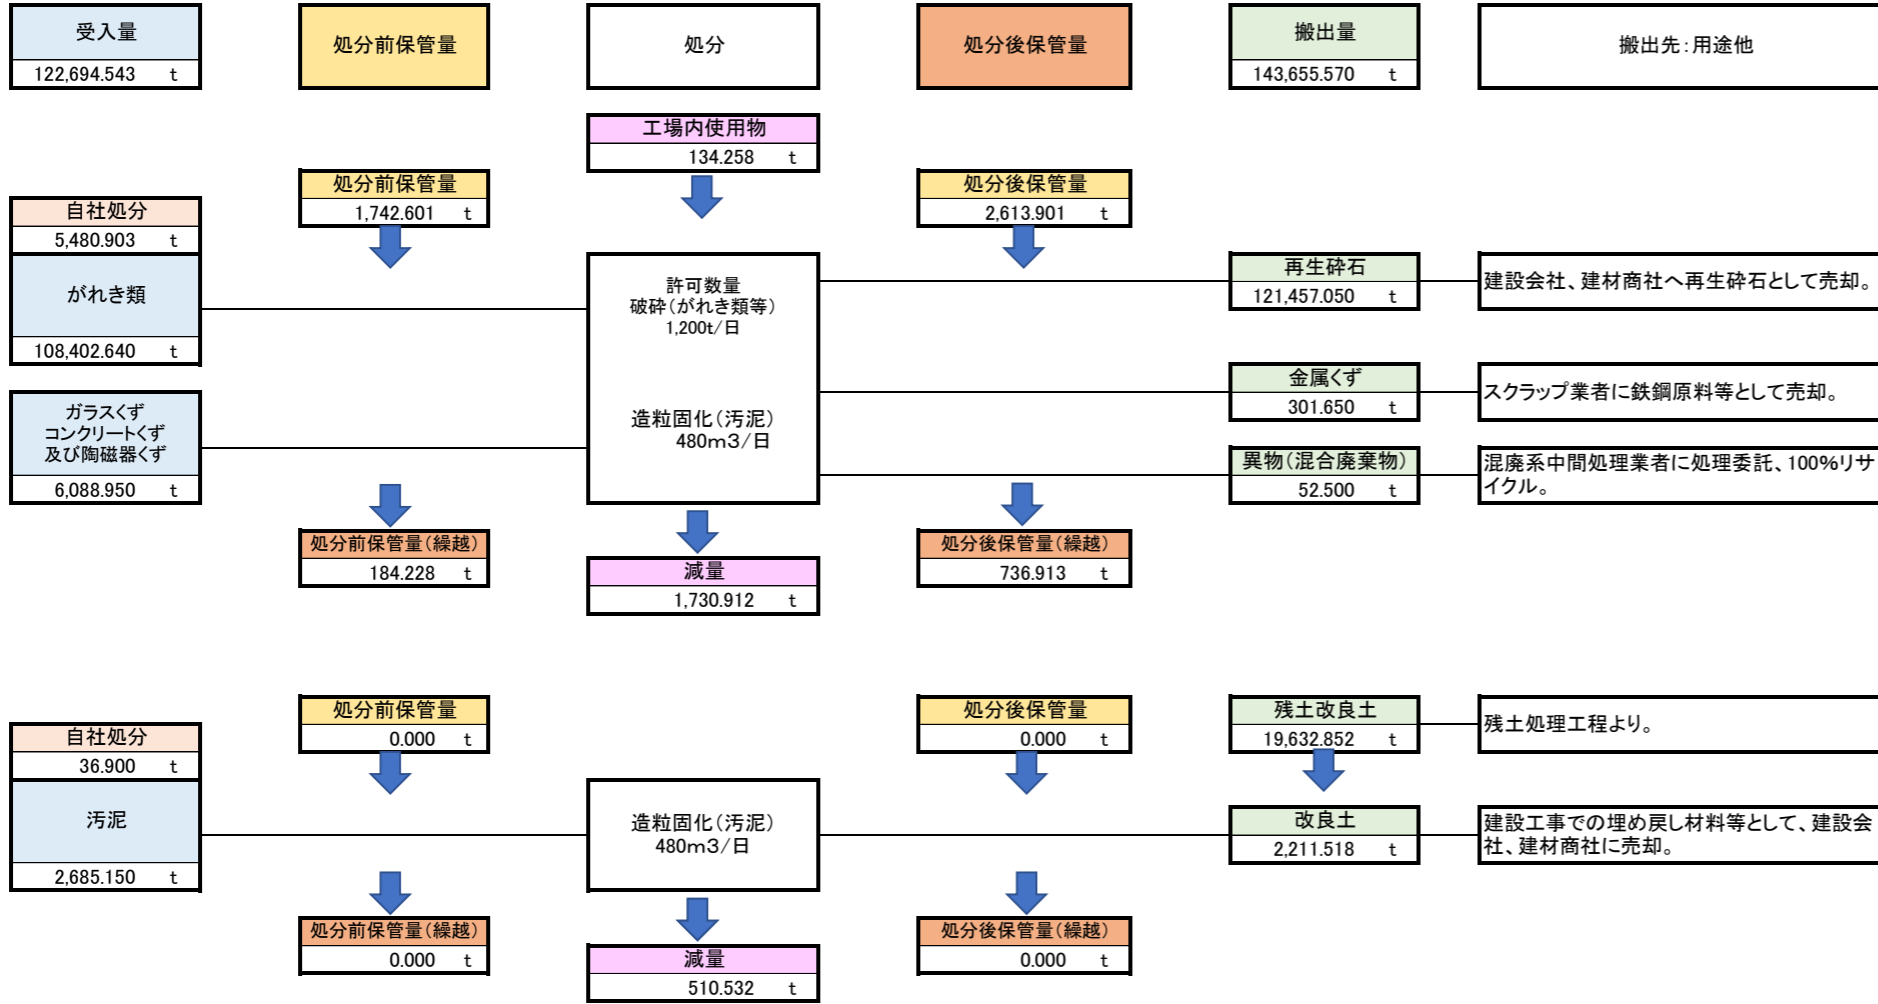 受入量
122,694.543 t
処分前保管量
処分
処分後保管量
搬出量
143,655.570 t
搬出先：用途他
工場内使用物
134.258 t
処分前保管量
1,742.601 t
処分後保管量
2,613.901 t
自社処分
5,480.903 t
がれき類
108,402.640 t
許可数量
破砕（がれき類等）
1,200t/日
造粒固化（汚泥）
480ｍ3/日
再生砕石
121,457.050 t
建設会社、建材商社へ再生砕石として売却。
金属くず
301.650 t
スクラップ業者に鉄鋼原料等として売却。
ガラスくず
コンクリートくず
及び陶磁器くず
6,088.950 t
異物（混合廃棄物）
52.500 t
混廃系中間処理業者に処理委託、100%リサ
イクル。
処分前保管量（繰越）
184.228 t
減量
1,730.912 t
処分後保管量（繰越）
736.913 t
処分前保管量
0.000 t
処分後保管量
0.000 t
残土改良土
19,632.852 t
残土処理工程より。
自社処分
36.900 t
汚泥
2,685.150 t
造粒固化（汚泥）
480ｍ3/日
改良土
2,211.518 t
建設工事での埋め戻し材料等として、建設会
社、建材商社に売却。
処分前保管量（繰越）
0.000 t
減量
510.532 t
処分後保管量（繰越）
0.000 t